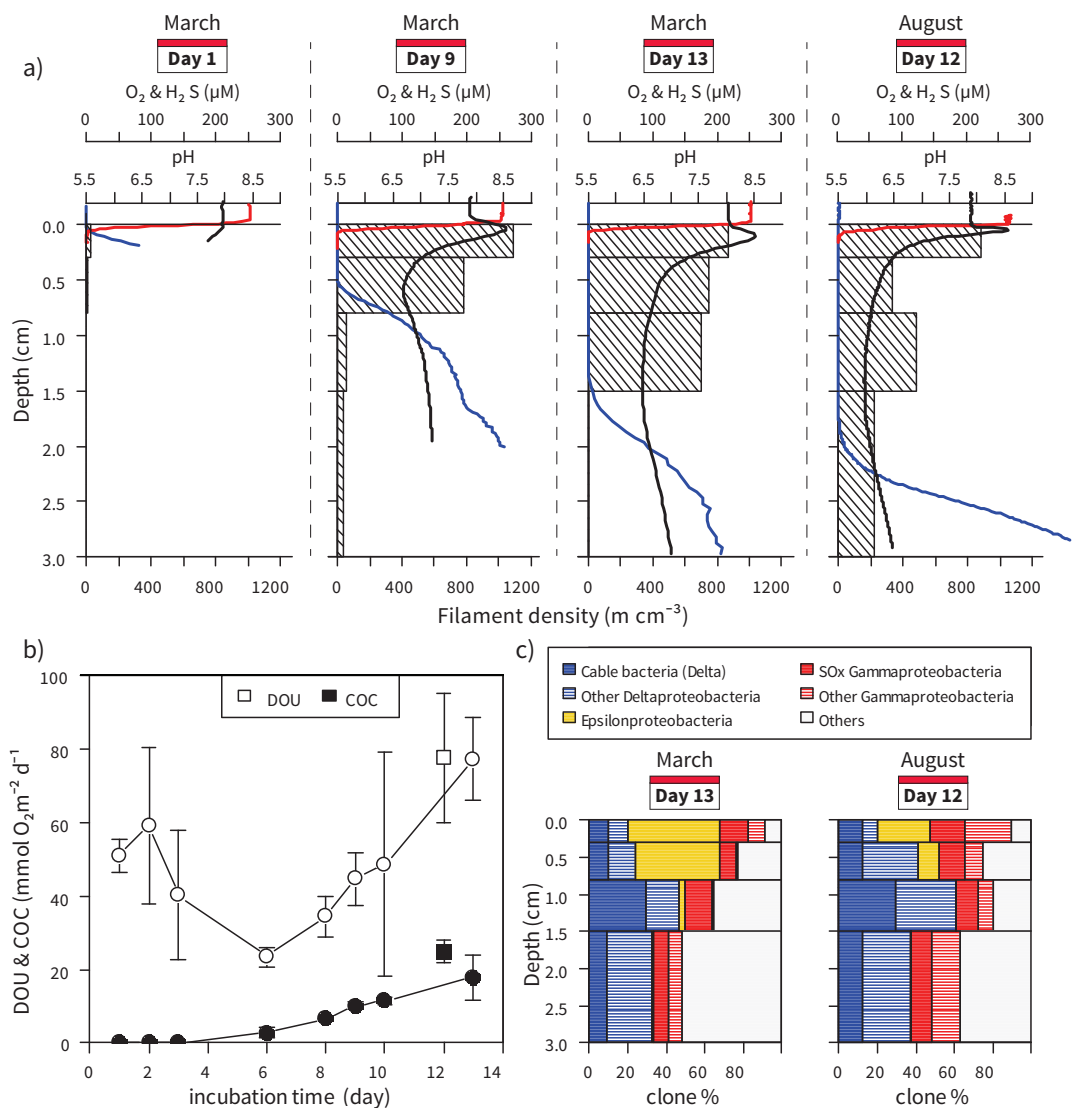 March March March August
Day 1 Day 9 Day 13 Day 12
a)
O₂ & H₂ S (µM) O₂ & H₂ S (µM) O₂ & H₂ S (µM) O₂ & H₂ S (µM)
0 100 200 300 0 100 200 300 0 100 200 300 0 100 200 300
pH pH pH pH
5.5 6.5 7.5 8.5 5.5 6.5 7.5 8.5 5.5 6.5 7.5 8.5 5.5 6.5 7.5 8.5
0.0
0.5
1.0
1.5
2.0
2.5
3.0
Depth (cm)
0 400 800 1200 0 400 800 1200 0 400 800 1200 0 400 800 1200
Filament density (m cm⁻³)
b)
100
80
60
40
20
0
DOU & COC (mmol O₂m⁻² d⁻¹)
DOU COC
0 2 4 6 8 10 12 14
incubation time (day)
c)
Cable bacteria (Delta) SOx Gammaproteobacteria
Other Deltaproteobacteria Other Gammaproteobacteria
Epsilonproteobacteria Others
March August
Day 13 Day 12
0.0
0.5
1.0
1.5
2.0
2.5
3.0
Depth (cm)
0 20 40 60 80 0 20 40 60 80
clone % clone %